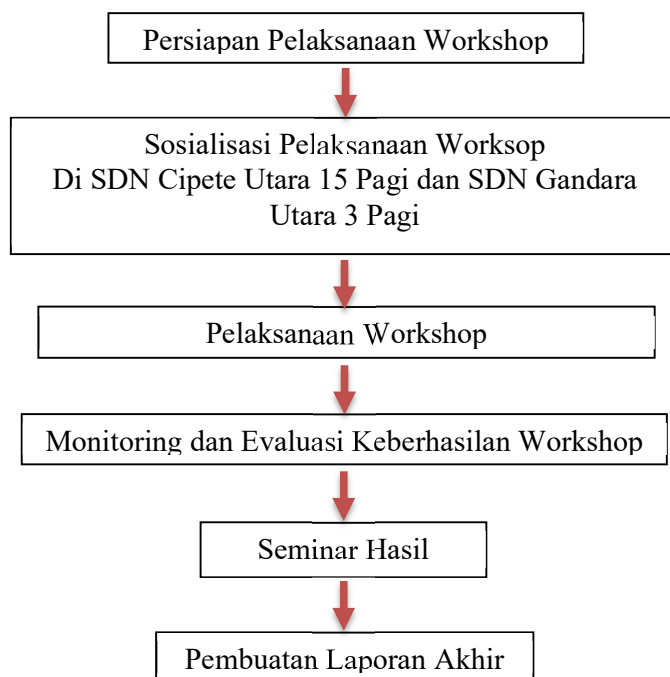 Persiapan Pelaksanaan Workshop
Sosialisasi Pelaksanaan Worksop
Di SDN Cipete Utara 15 Pagi dan SDN Gandara
Utara 3 Pagi
Pelaksanaan Workshop
Monitoring dan Evaluasi Keberhasilan Workshop
Seminar Hasil
Pembuatan Laporan Akhir